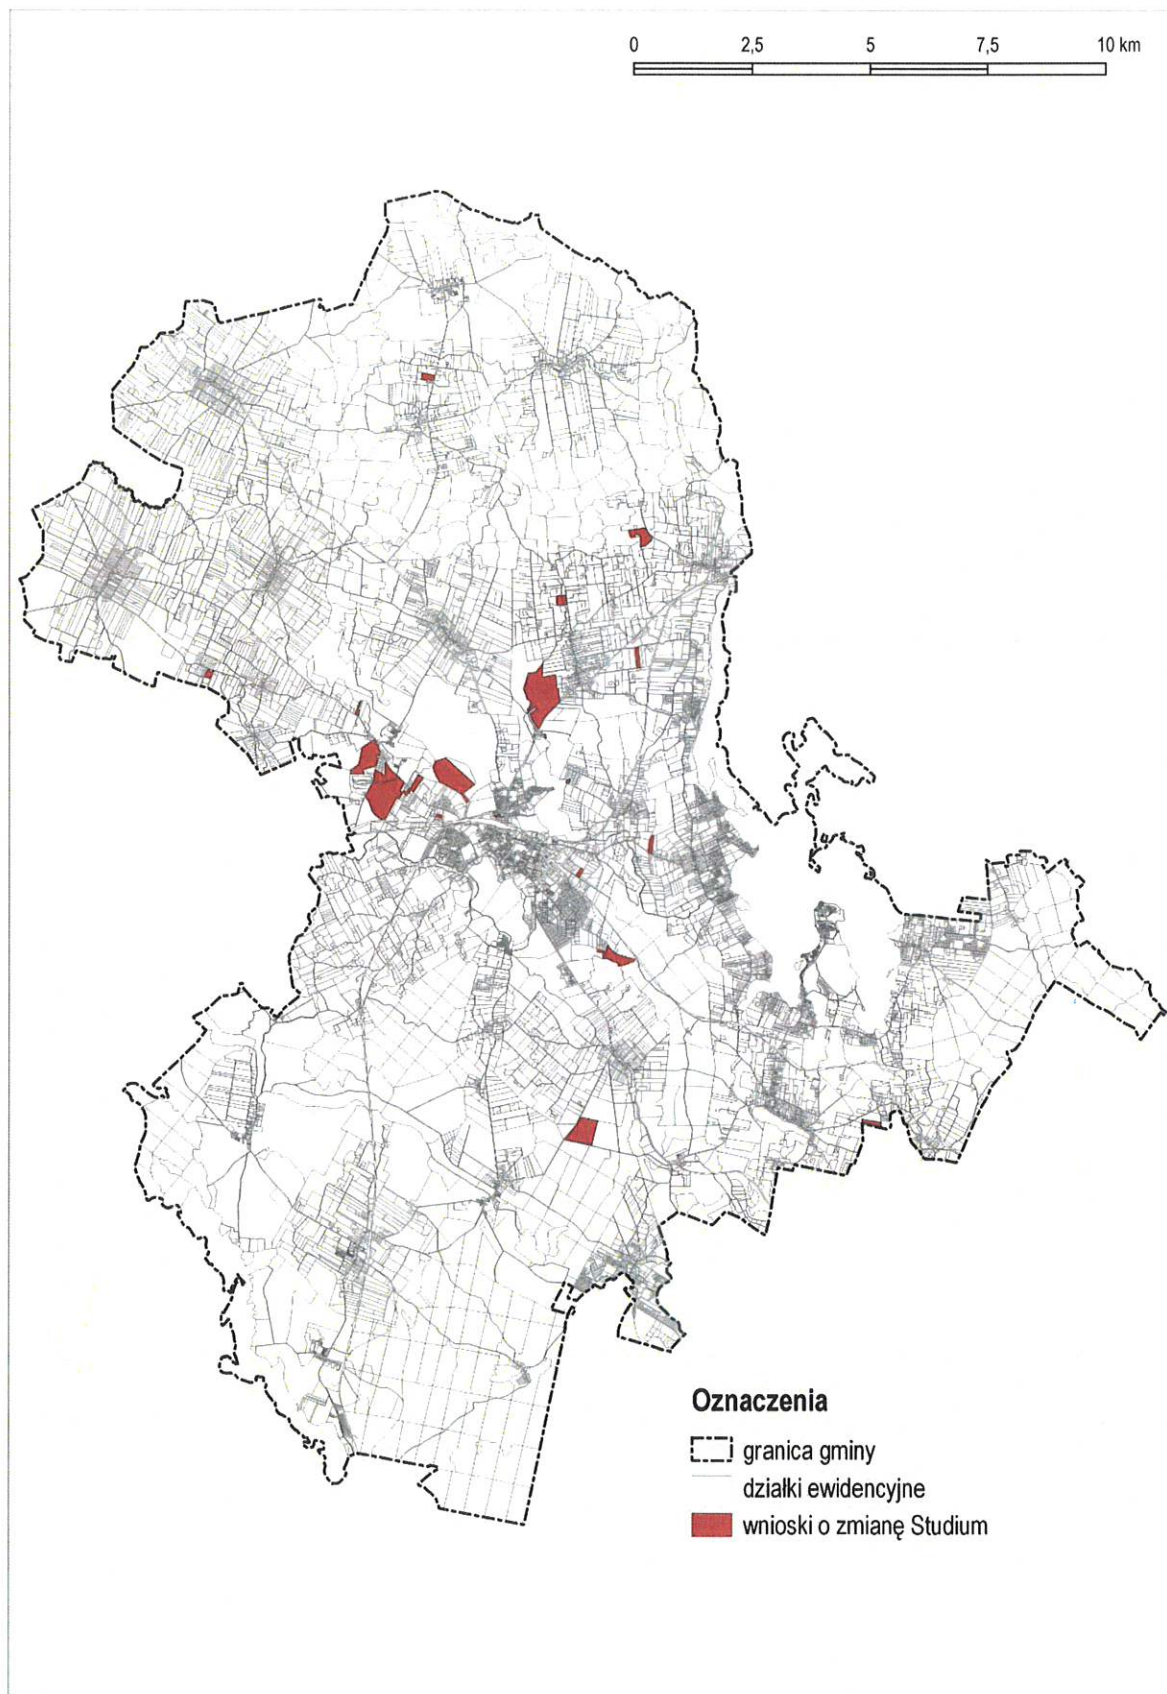 0 2,5 5 7,5 10 km
Oznaczenia
granica gminy
działki ewidencyjne
wnioski o zmianę Studium